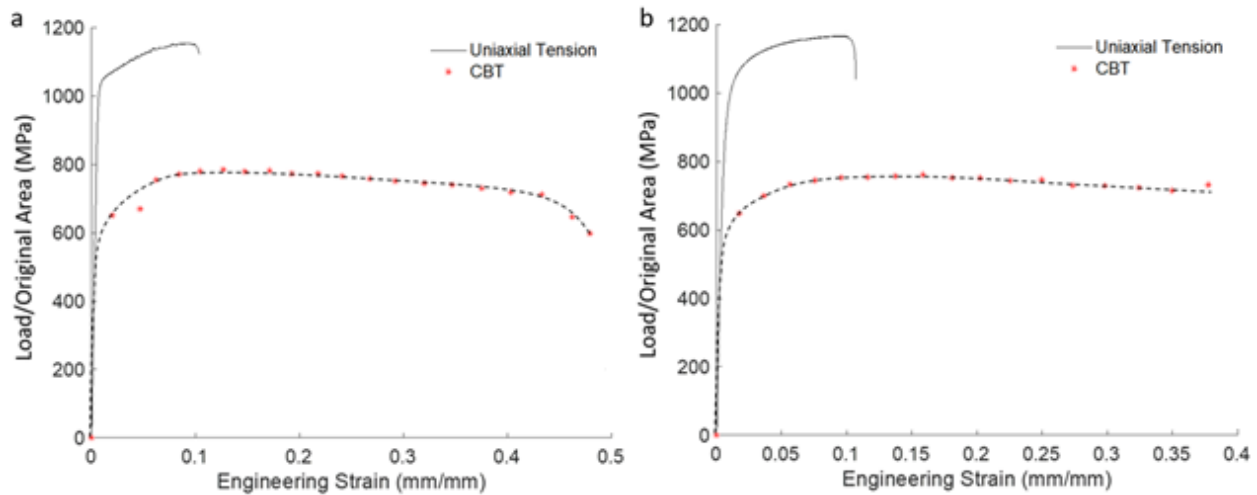 a
1200
1000
800
600
400
200
0
Load/Original Area (MPa)
Uniaxial Tension
CBT
0 0.1 0.2 0.3 0.4 0.5
Engineering Strain (mm/mm)
b
1200
1000
800
600
400
200
0
Load/Original Area (MPa)
Uniaxial Tension
CBT
0 0.05 0.1 0.15 0.2 0.25 0.3 0.35 0.4
Engineering Strain (mm/mm)